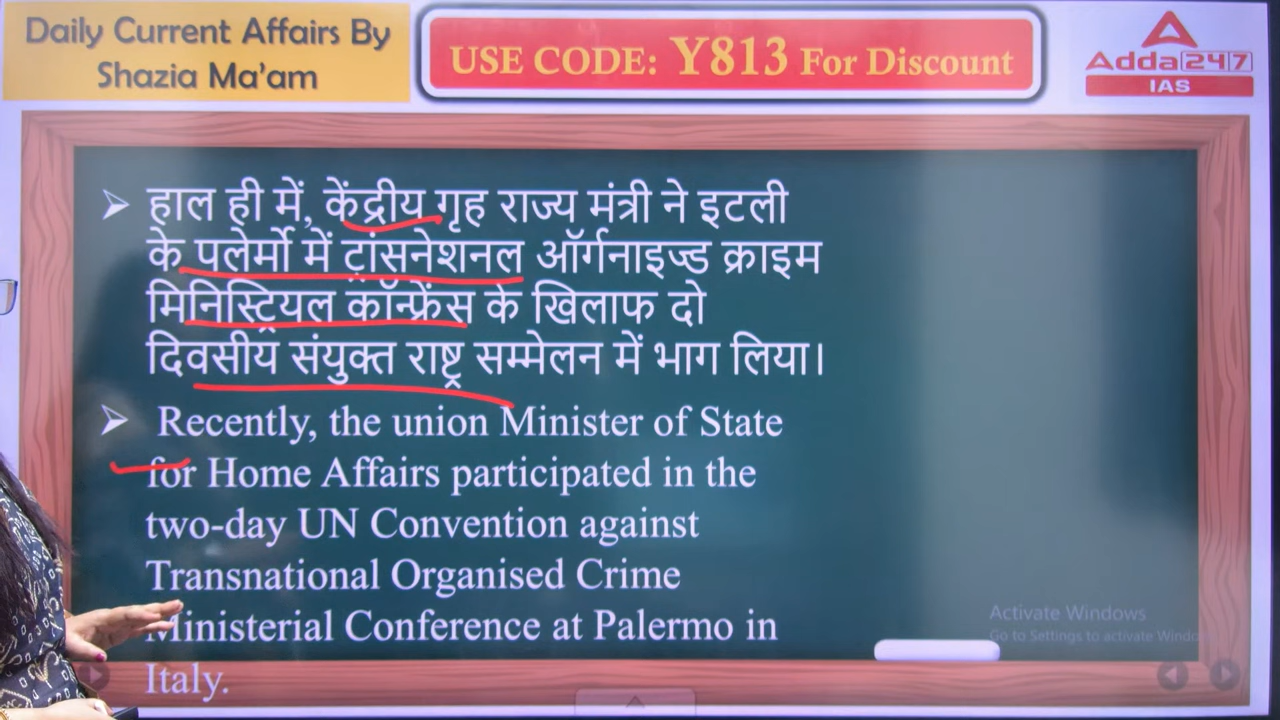 Daily Current Affairs By
Shazia Ma'am
USE CODE: Y813 For Discount
Adda247
IAS
हाल ही में, केंद्रीय गृह राज्य मंत्री ने इटली
के पलेर्मो में ट्रांसनेशनल ऑर्गनाइज्ड क्राइम
मिनिस्ट्रियल कॉन्फ्रेंस के खिलाफ दो
दिवसीय संयुक्त राष्ट्र सम्मेलन में भाग लिया।
Recently, the union Minister of State
for Home Affairs participated in the
two-day UN Convention against
Transnational Organised Crime
Ministerial Conference at Palermo in
Italy.
Activate Windows
Go to Settings to activate Windows